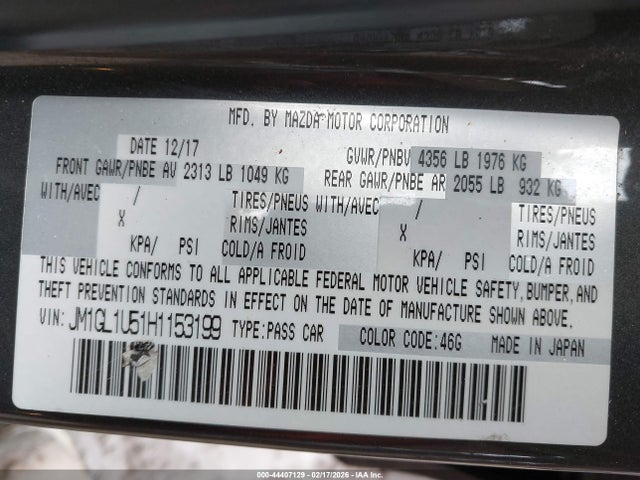 MFD. BY MAZDA MOTOR CORPORATION
DATE 12/17 GVWR/PNBV 4356 LB 1976 KG
FRONT GAWR/PNBE AV 2313 LB 1049 KG REAR GAWR/PNBE AR 2055 LB 932 KG
WITH/AVEC / TIRES/PNEUS WITH/AVEC / TIRES/PNEUS
X RIMS/JANTES X RIMS/JANTES
KPA/ PSI COLD/A FROID KPA/ PSI COLD/A FROID
THIS VEHICLE CONFORMS TO ALL APPLICABLE FEDERAL MOTOR VEHICLE SAFETY, BUMPER, AND
THEFT PREVENTION STANDARDS IN EFFECT ON THE DATE OF MANUFACTURE SHOWN ABOVE.
VIN: JM1GL1U51H1153199 TYPE:PASS CAR COLOR CODE:46G MADE IN JAPAN
000-44407129 - 02/17/2026 - IAA Inc.